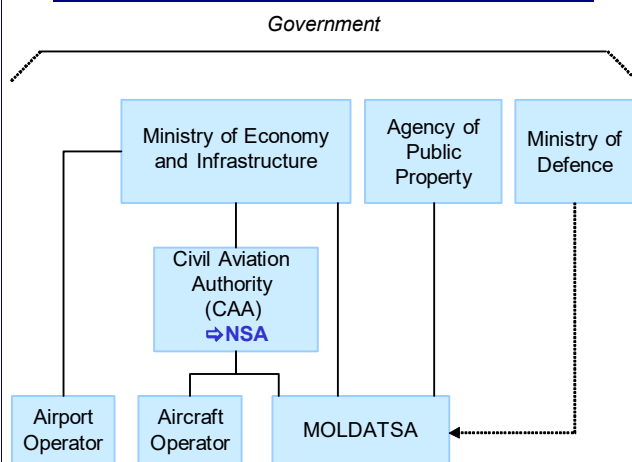 Government
Ministry of Economy
and Infrastructure
Agency of
Public
Property
Ministry of
Defence
Civil Aviation
Authority
(CAA)
⇨NSA
Airport
Operator
Aircraft
Operator
MOLDATSA